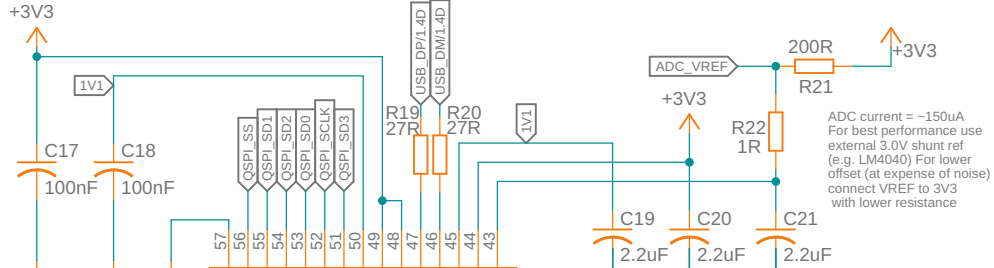 +3V3
USB_DP/1.4D
USB_DM/1.4D
200R
+3V3
ADC_VREF
R21
1V1
+3V3
QSPI_SS
QSPI_SD1
QSPI_SD2
QSPI_SD0
QSPI_SCLK
QSPI_SD3
R19
27R
R20
27R
1V1
R22
1R
ADC current = ~150uA
For best performance use
external 3.0V shunt ref
(e.g. LM4040) For lower
offset (at expense of noise)
connect VREF to 3V3
with lower resistance
C17
100nF
C18
100nF
C19
2.2uF
C20
2.2uF
C21
2.2uF
57
56
55
54
53
52
51
50
49
48
47
46
45
44
43